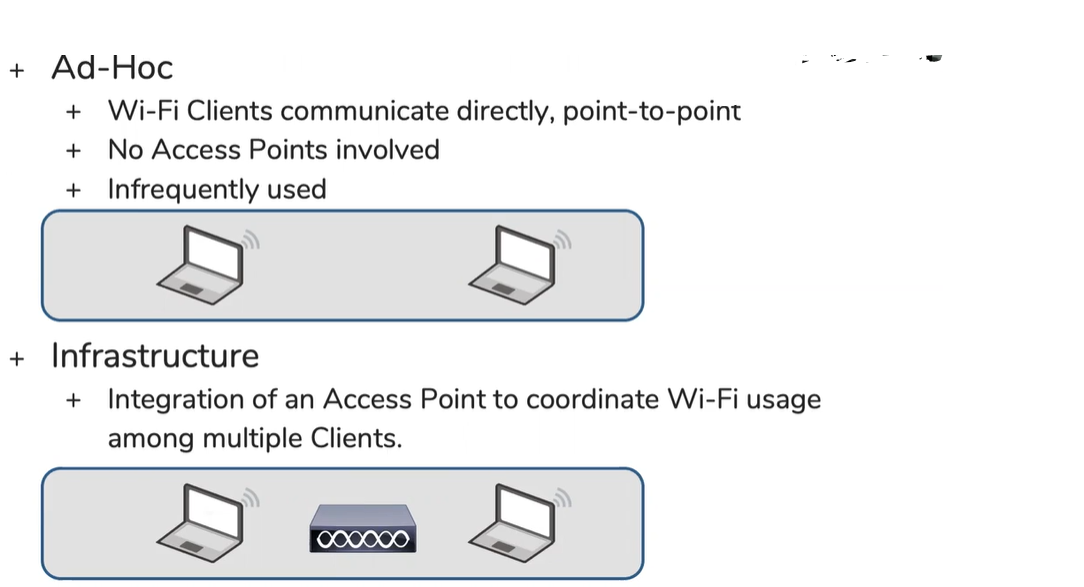 + Ad-Hoc
+ Wi-Fi Clients communicate directly, point-to-point
+ No Access Points involved
+ Infrequently used
+ Infrastructure
+ Integration of an Access Point to coordinate Wi-Fi usage
among multiple Clients.